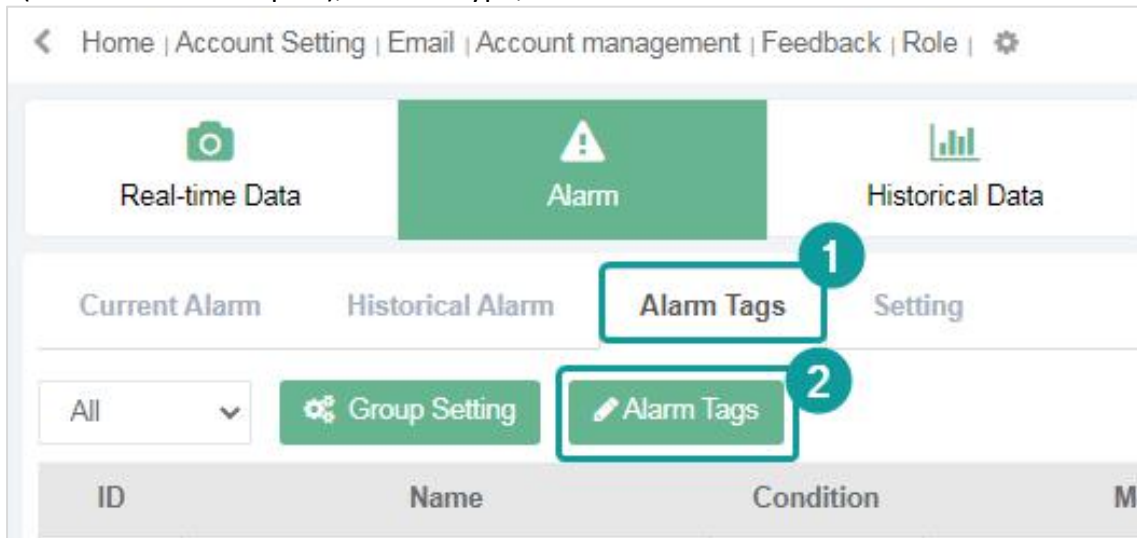 < Home | Account Setting | Email | Account management | Feedback | Role |
Real-time Data Alarm Historical Data
1
Current Alarm Historical Alarm Alarm Tags Setting
2
All Group Setting Alarm Tags
ID Name Condition M